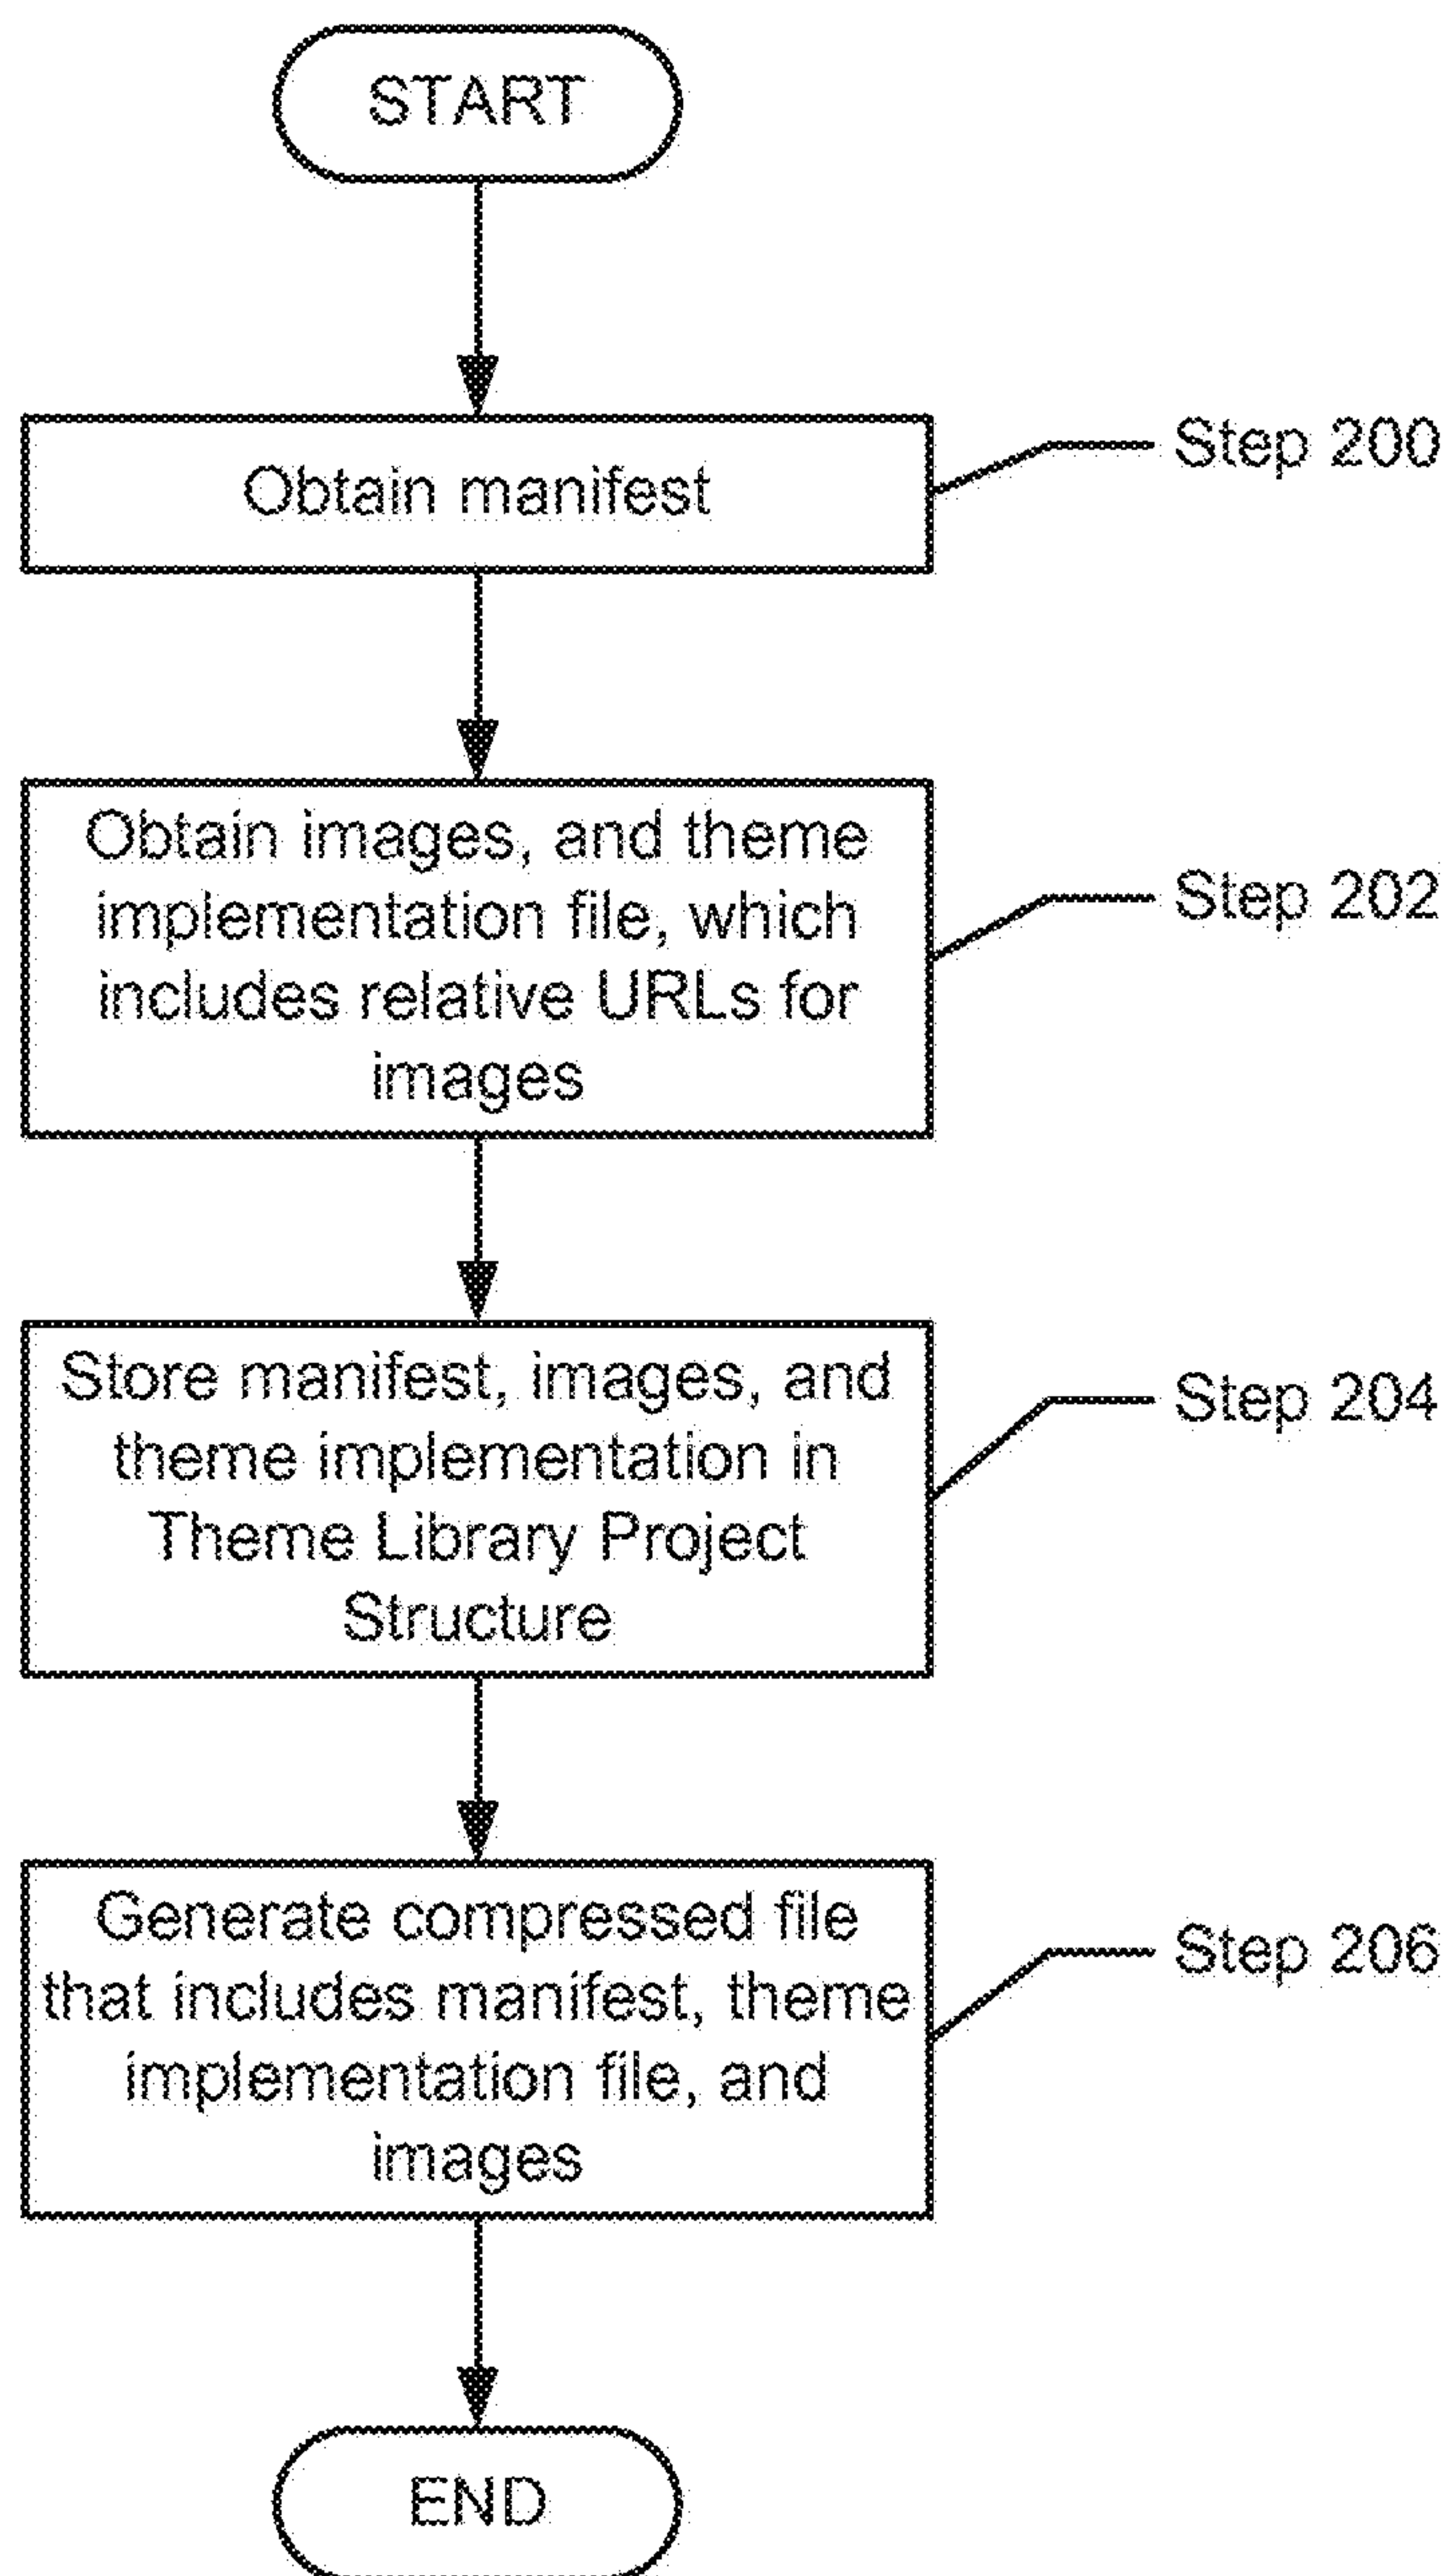 START
Obtain manifest
Step 200
Obtain images, and theme
implementation file, which
includes relative URLs for
images
Step 202
Store manifest, images, and
theme implementation in
Theme Library Project
Structure
Step 204
Generate compressed file
that includes manifest, theme
implementation file, and
images
Step 206
END